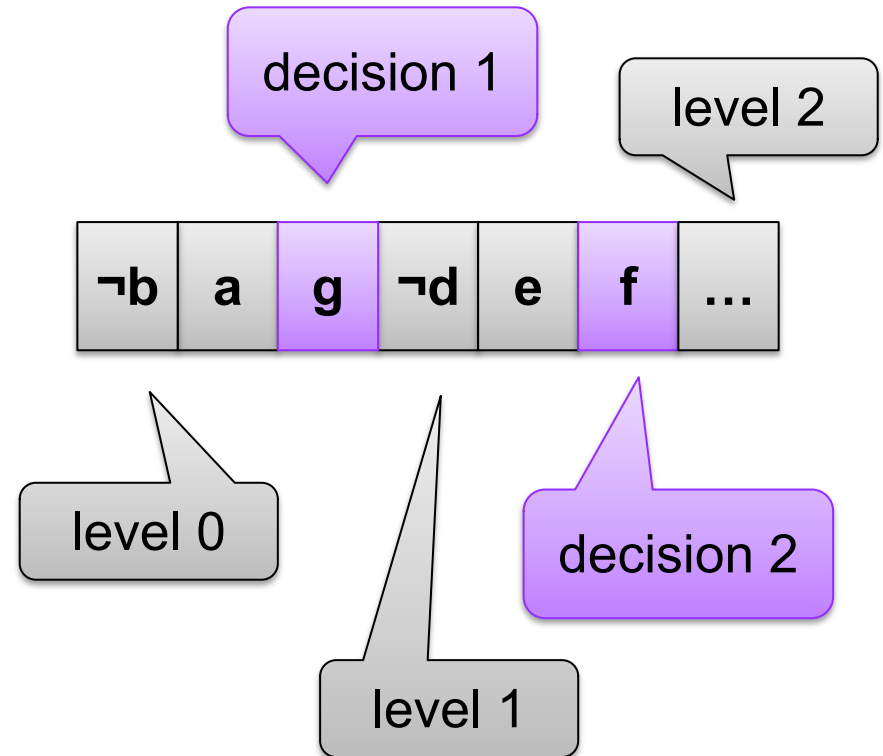 decision 1
level 2
¬b a g ¬d e f …
level 0
decision 2
level 1